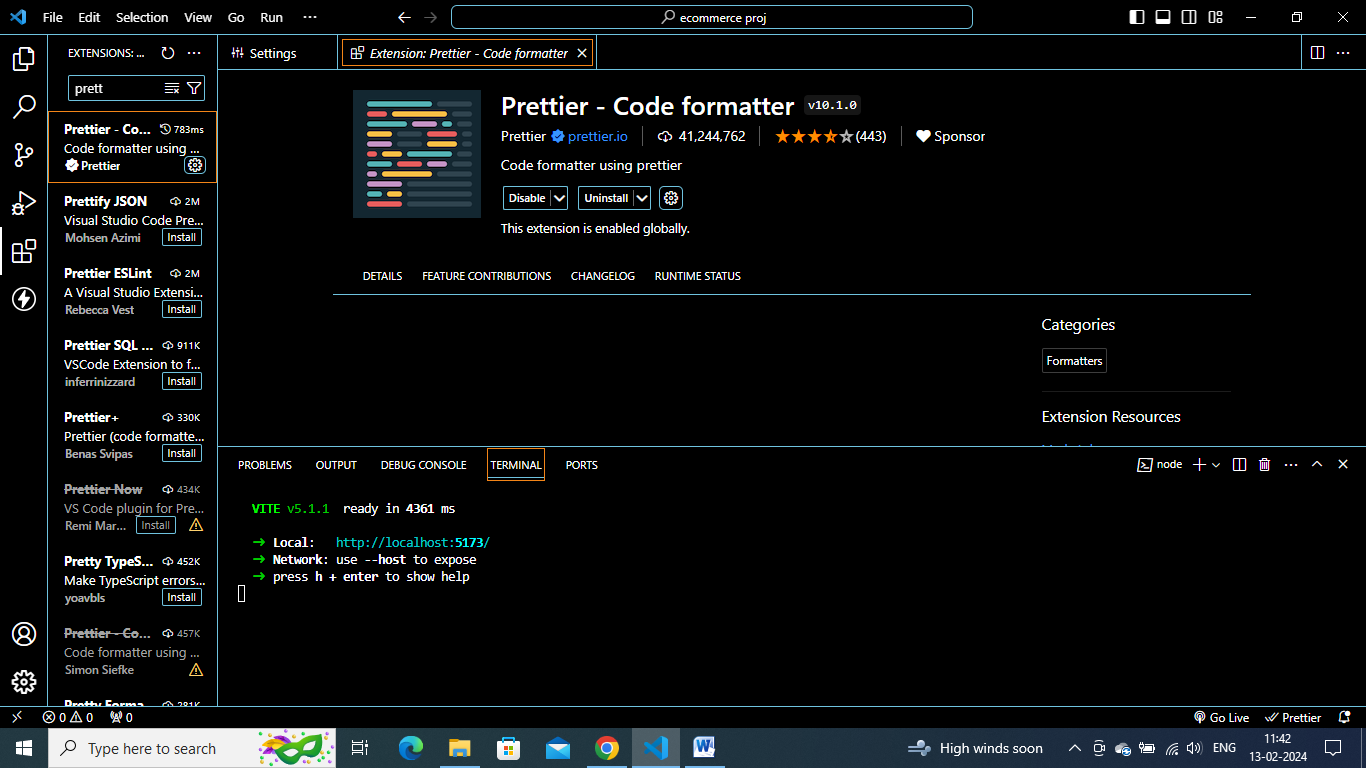 File Edit Selection View Go Run ···
ecommerce proj
EXTENSIONS: ...
Settings
Extension: Prettier - Code formatter
prett
Prettier - Co... 783ms
Code formatter using ...
Prettier
Prettify JSON 2M
Visual Studio Code Pre...
Mohsen Azimi Install
Prettier ESLint 2M
A Visual Studio Extensi...
Rebecca Vest Install
Prettier SQL ... 911K
VSCode Extension to f...
inferrinizzard Install
Prettier+ 330K
Prettier (code formatte...
Benas Svipas Install
Prettier Now 434K
VS Code plugin for Pre...
Remi Mar... Install
Pretty TypeS... 452K
Make TypeScript errors...
yoavbls Install
Prettier - Co... 457K
Code formatter using ...
Simon Siefke
Pretty Forma... 281K
Prettier - Code formatter v10.1.0
Prettier prettier.io 41,244,762 (443) Sponsor
Code formatter using prettier
Disable Uninstall
This extension is enabled globally.
DETAILS FEATURE CONTRIBUTIONS CHANGELOG RUNTIME STATUS
Categories
Formatters
Extension Resources
PROBLEMS OUTPUT DEBUG CONSOLE TERMINAL PORTS
node
VITE v5.1.1 ready in 4361 ms
➜ Local: http://localhost:5173/
➜ Network: use --host to expose
➜ press h + enter to show help
0 0 0
Go Live Prettier
Type here to search
High winds soon
ENG
11:42
13-02-2024